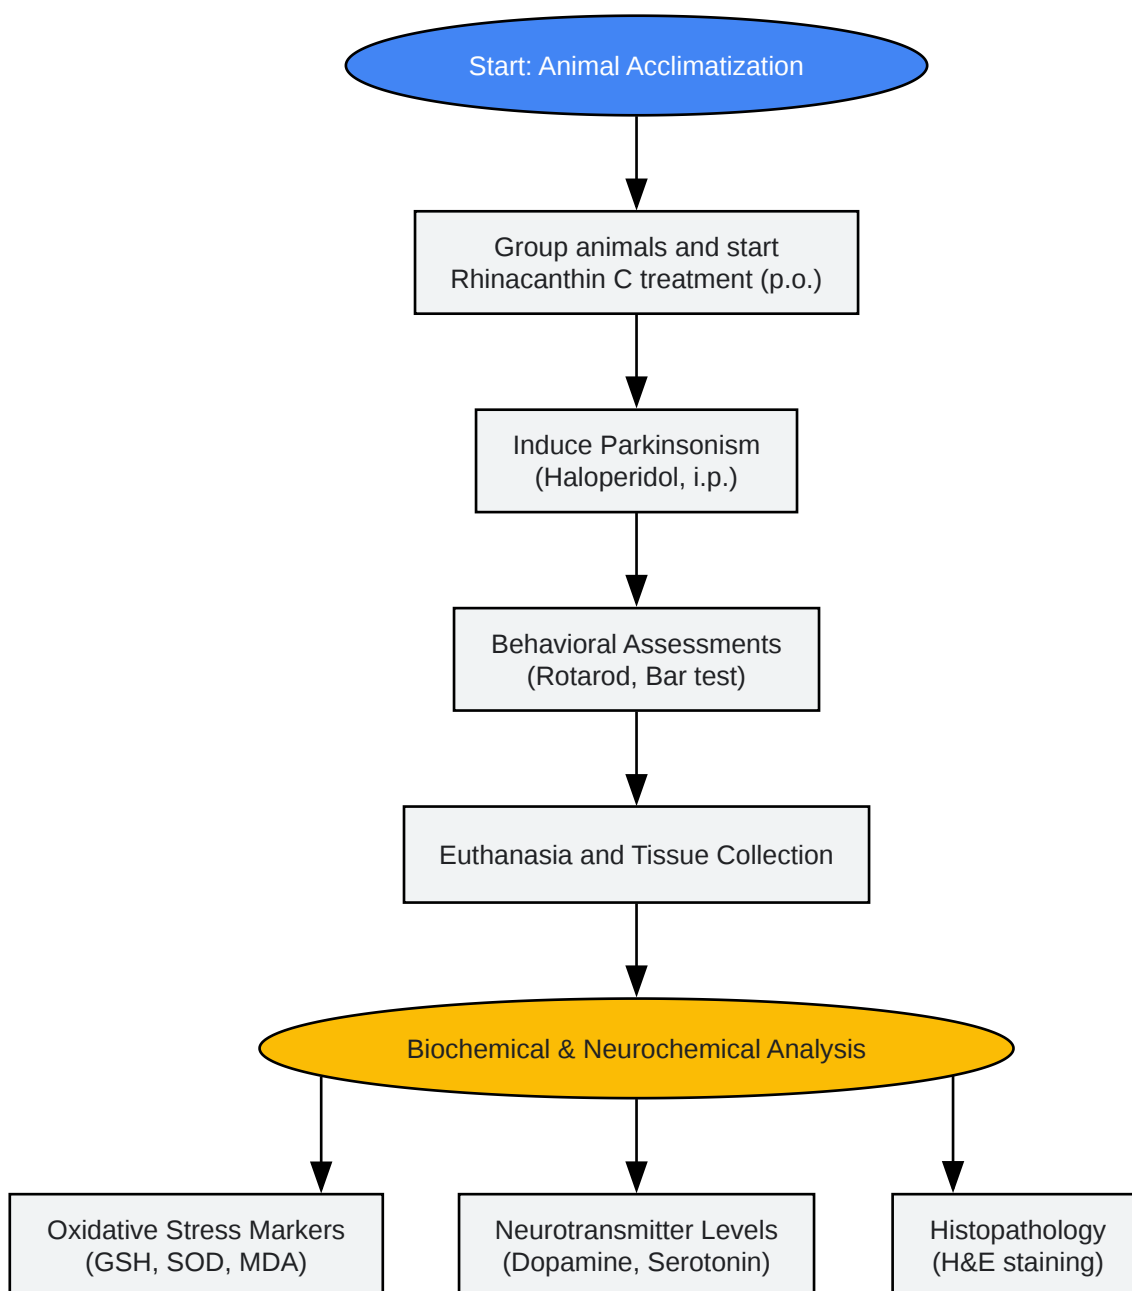 Start: Animal Acclimatization
Group animals and start
Rhinacanthin C treatment (p.o.)
Induce Parkinsonism
(Haloperidol, i.p.)
Behavioral Assessments
(Rotarod, Bar test)
Euthanasia and Tissue Collection
Biochemical & Neurochemical Analysis
Oxidative Stress Markers
(GSH, SOD, MDA)
Neurotransmitter Levels
(Dopamine, Serotonin)
Histopathology
(H&E staining)